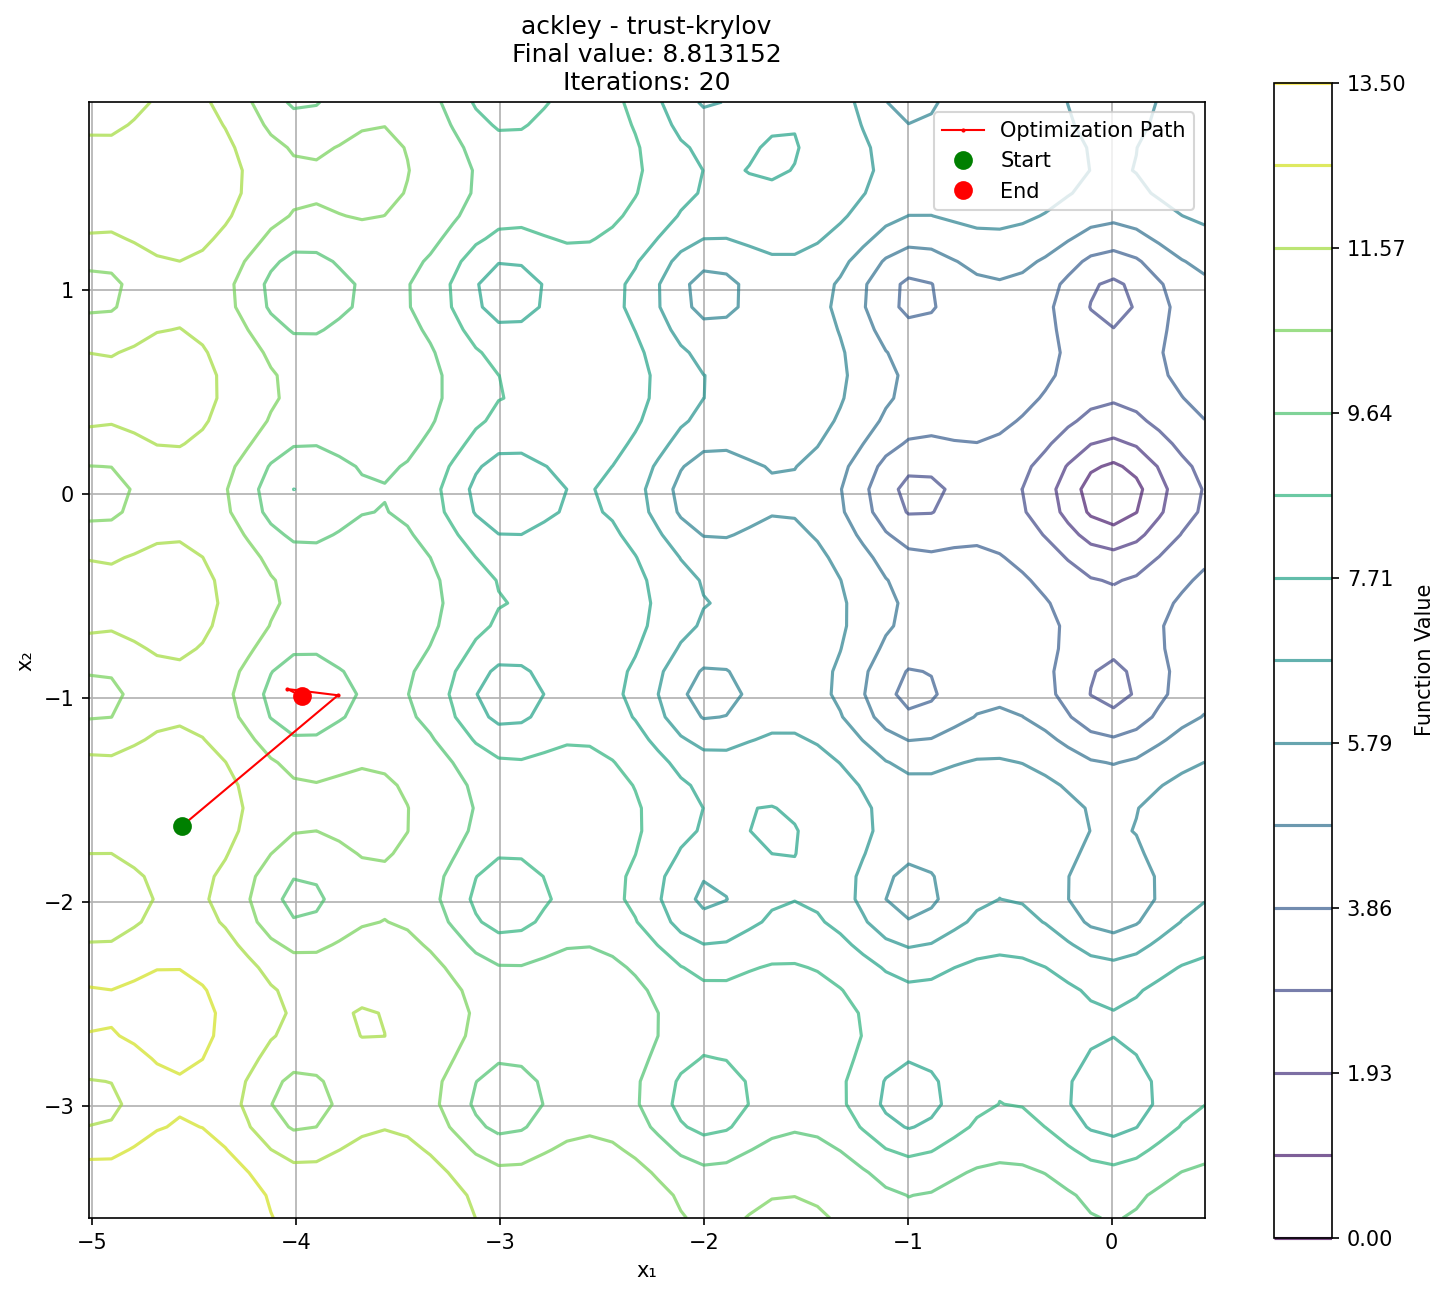 ackley - trust-krylov
Final value: 8.813152
Iterations: 20
Optimization Path
Start
End
13.50
11.57
9.64
7.71
5.79
3.86
1.93
0.00
Function Value
1
0
−1
−2
−3
x₂
−5
−4
−3
−2
−1
0
x₁